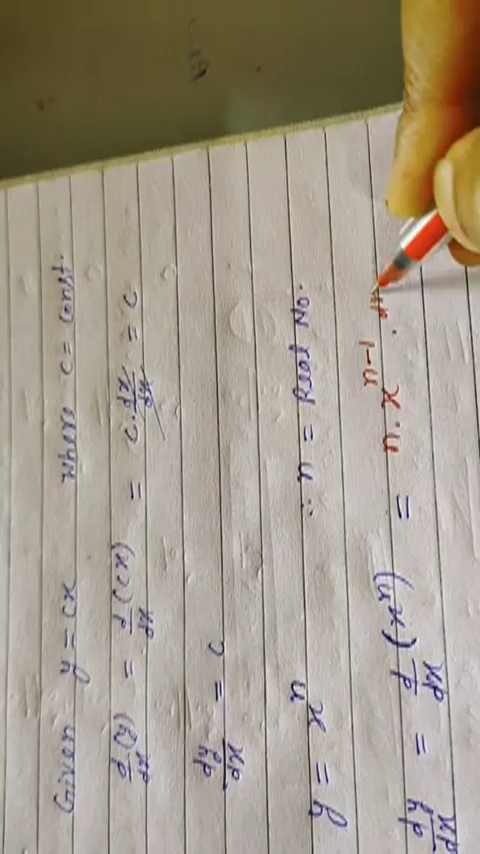 Given y = cx where c = const.
d/dx (y) = d/dx (cx) = c. dx/dx = c
dy/dx = c
y = x^n ∴ n = Real No.
dy/dx = d/dx (x^n) = n. x^(n-1) .